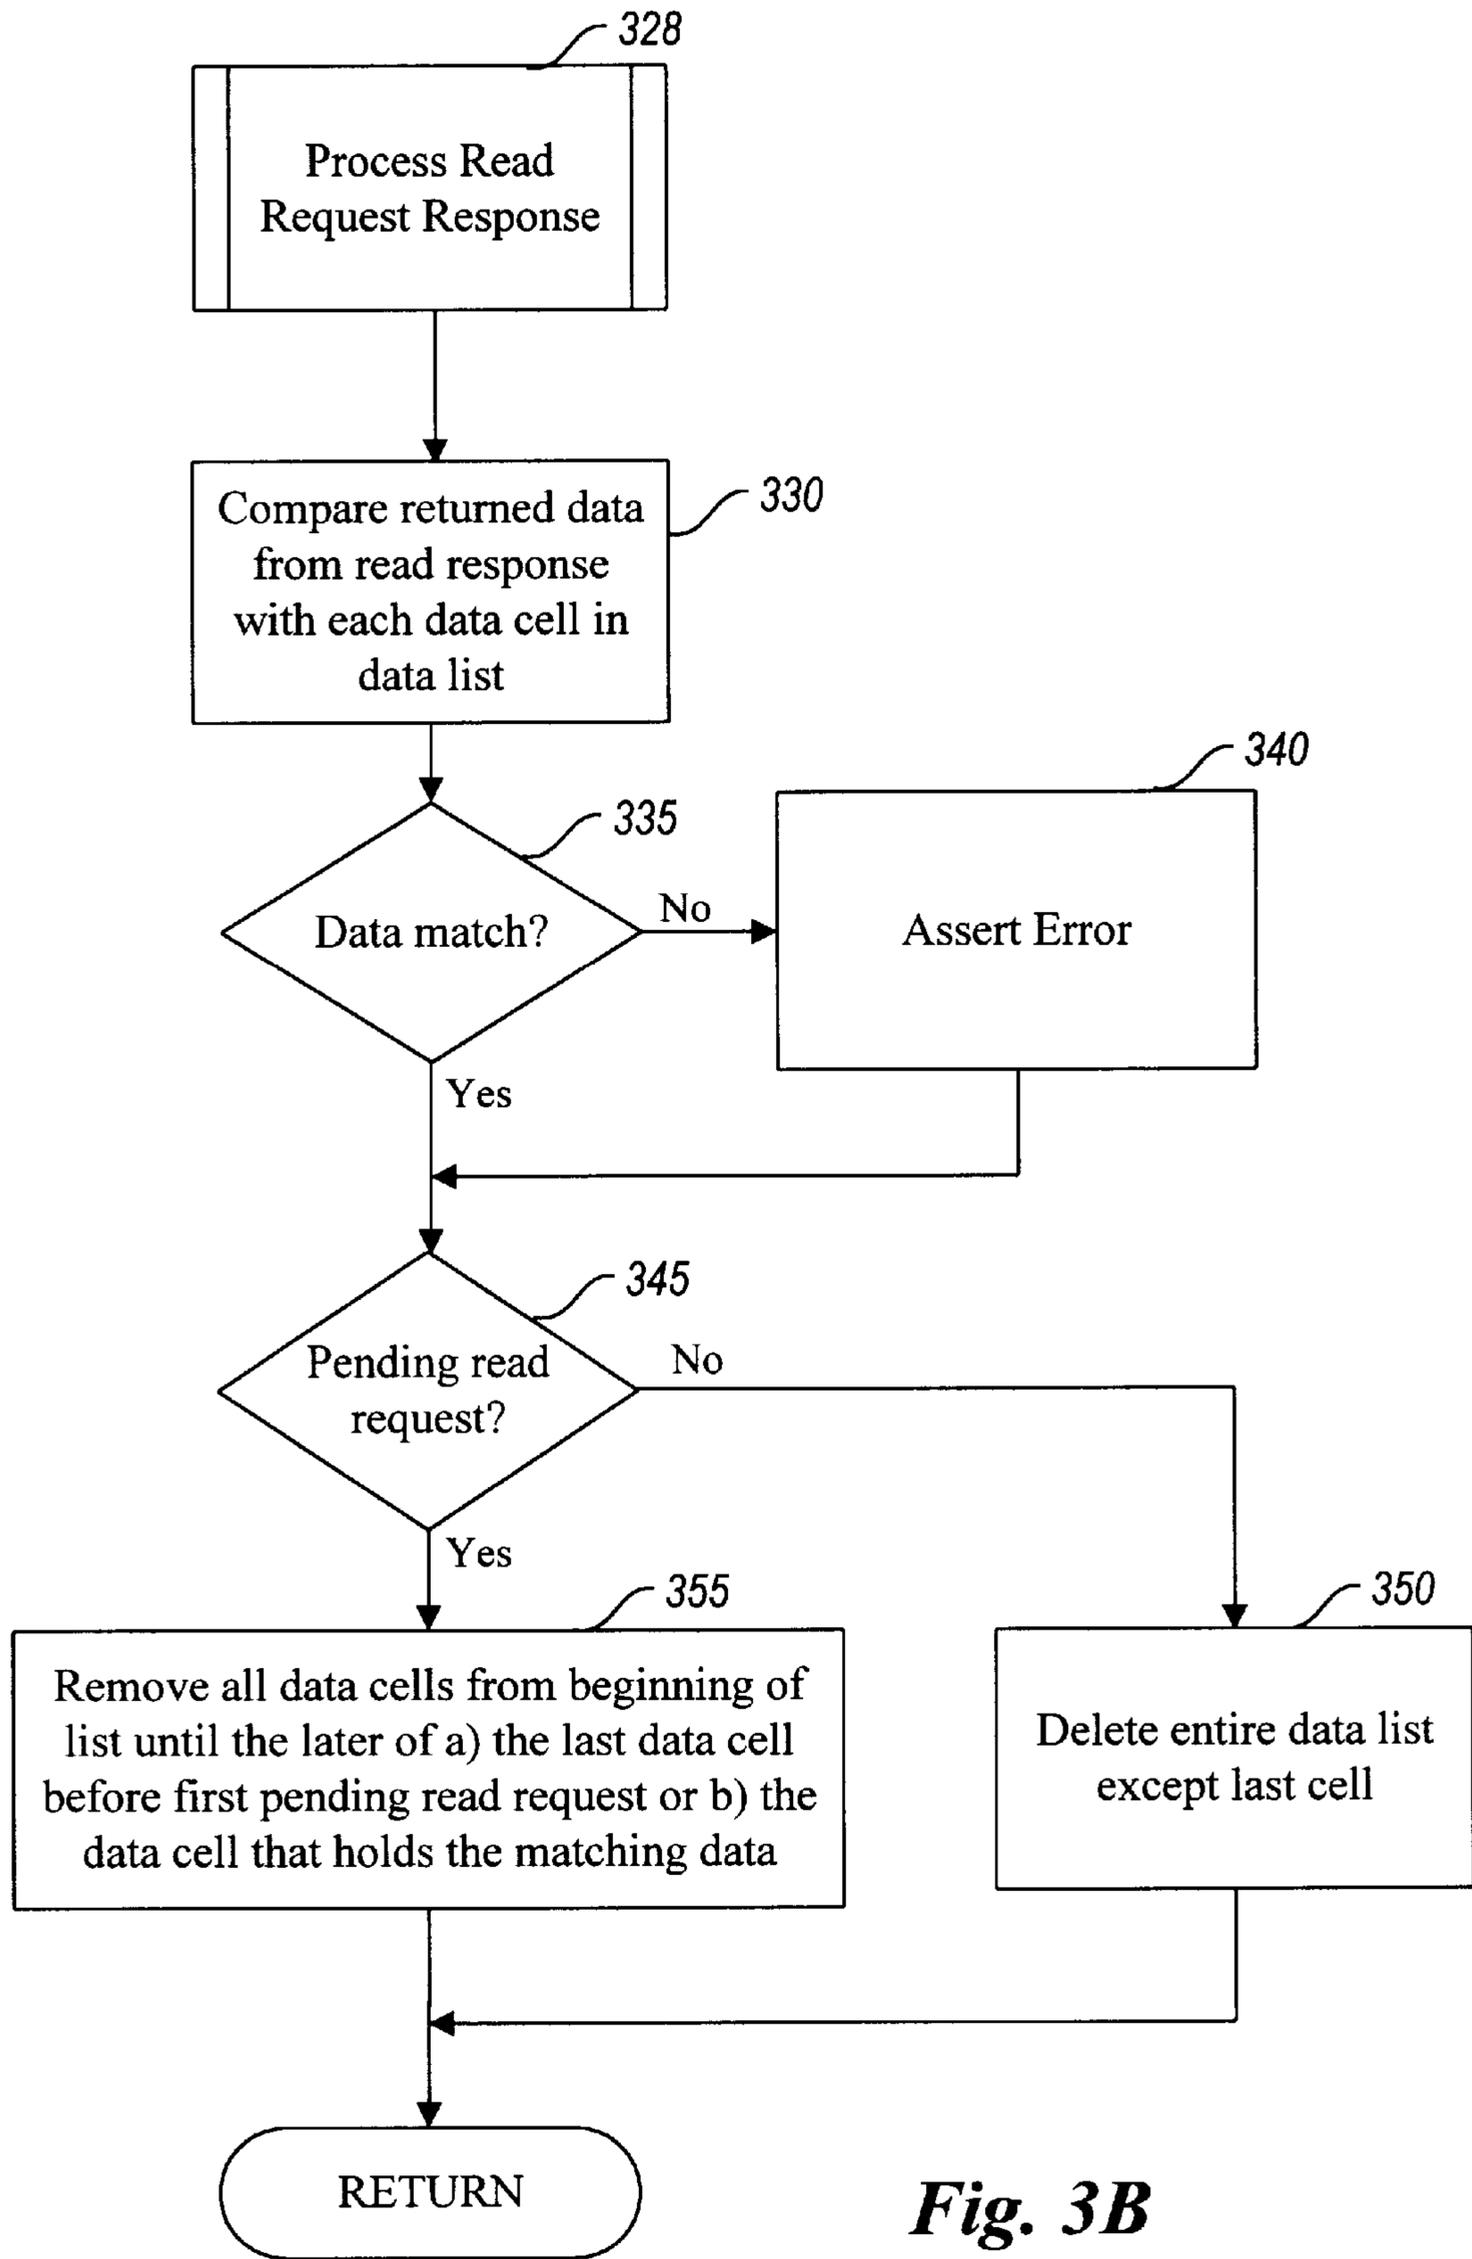 328
Process Read
Request Response
330
Compare returned data
from read response
with each data cell in
data list
340
335
Data match?
No
Assert Error
Yes
345
Pending read
request?
No
Yes
355
350
Remove all data cells from beginning of
list until the later of a) the last data cell
before first pending read request or b) the
data cell that holds the matching data
Delete entire data list
except last cell
RETURN
Fig. 3B